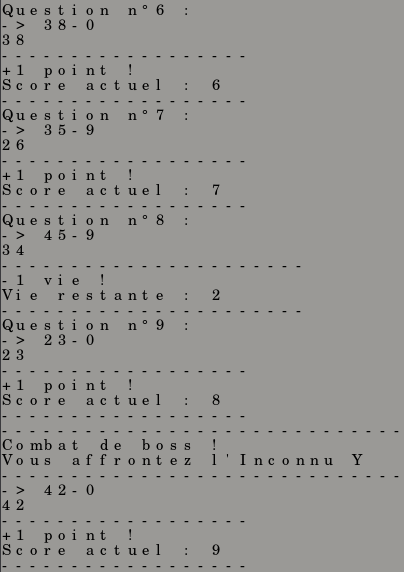 Question n°6 :
-> 38-0
38
------------------
+1 point !
Score actuel : 6
------------------
Question n°7 :
-> 35-9
26
------------------
+1 point !
Score actuel : 7
------------------
Question n°8 :
-> 45-9
34
----------------------
-1 vie !
Vie restante : 2
----------------------
Question n°9 :
-> 23-0
23
------------------
+1 point !
Score actuel : 8
------------------
-----------------------------
Combat de boss !
Vous affrontez l'Inconnu Y
-----------------------------
-> 42-0
42
------------------
+1 point !
Score actuel : 9
------------------